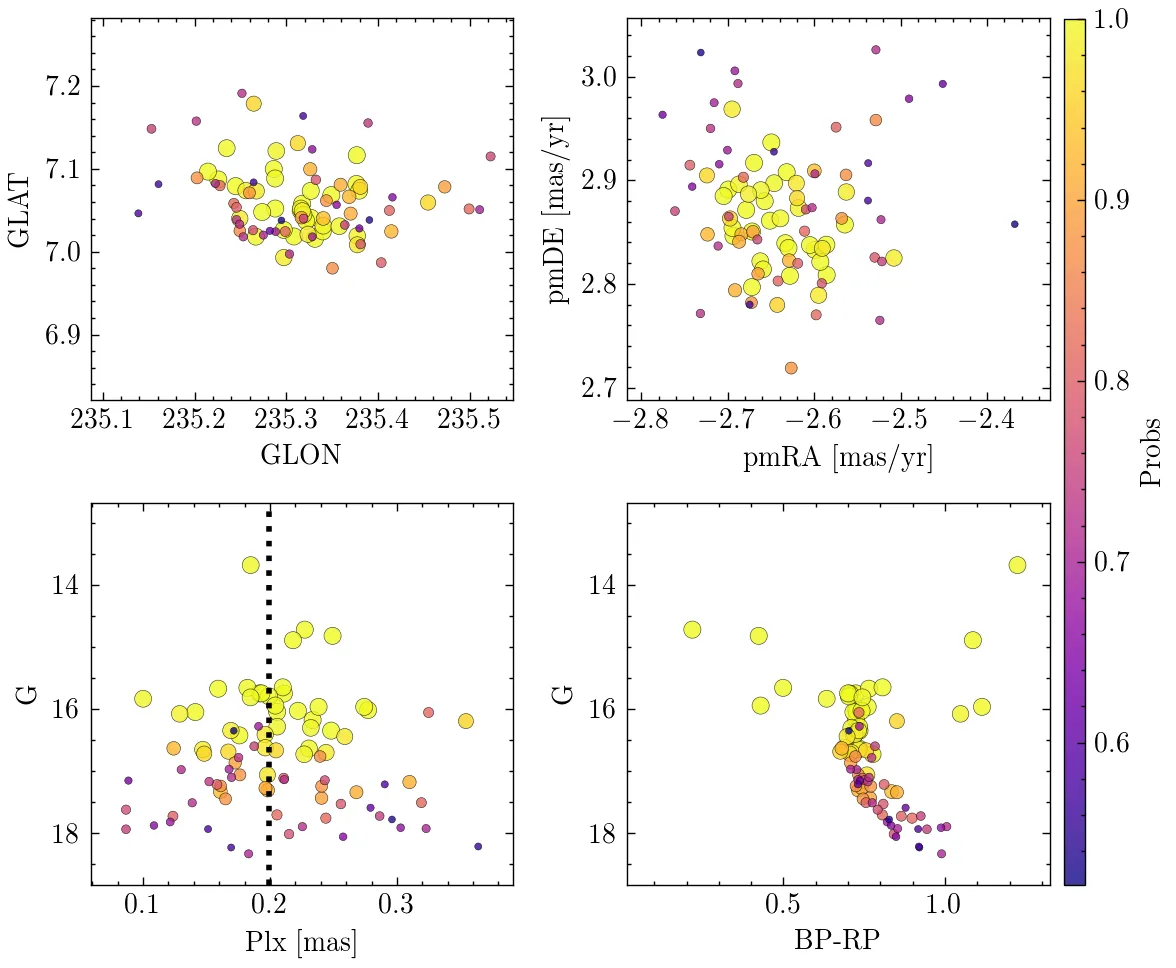 7.2
7.1
7.0
6.9
GLAT
235.1 235.2 235.3 235.4 235.5
GLON
3.0
2.9
2.8
2.7
pmDE [mas/yr]
−2.8 −2.7 −2.6 −2.5 −2.4
pmRA [mas/yr]
14
16
18
G
0.1 0.2 0.3
Plx [mas]
14
16
18
G
0.5 1.0
BP-RP
1.0
0.9
0.8
0.7
0.6
Probs